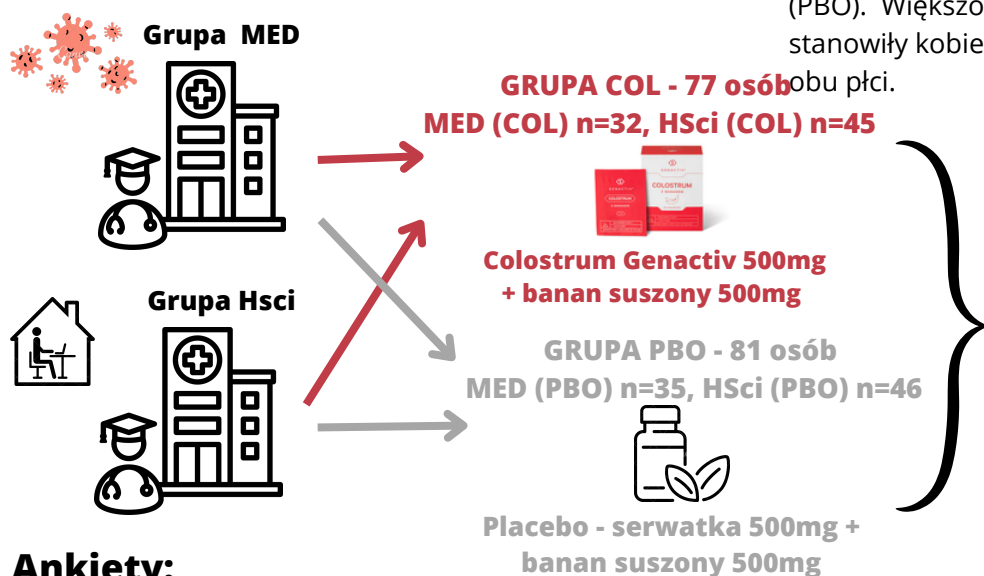 (PBO). Większo
stanowiły kobie
obu płci.
Grupa MED
GRUPA COL - 77 osób
MED (COL) n=32, HSci (COL) n=45
COLOSTRUM
COLOSTRUM
Colostrum Genactiv 500mg
+ banan suszony 500mg
Grupa Hsci
GRUPA PBO - 81 osób
MED (PBO) n=35, HSci (PBO) n=46
Placebo - serwatka 500mg +
banan suszony 500mg
Ankiety: